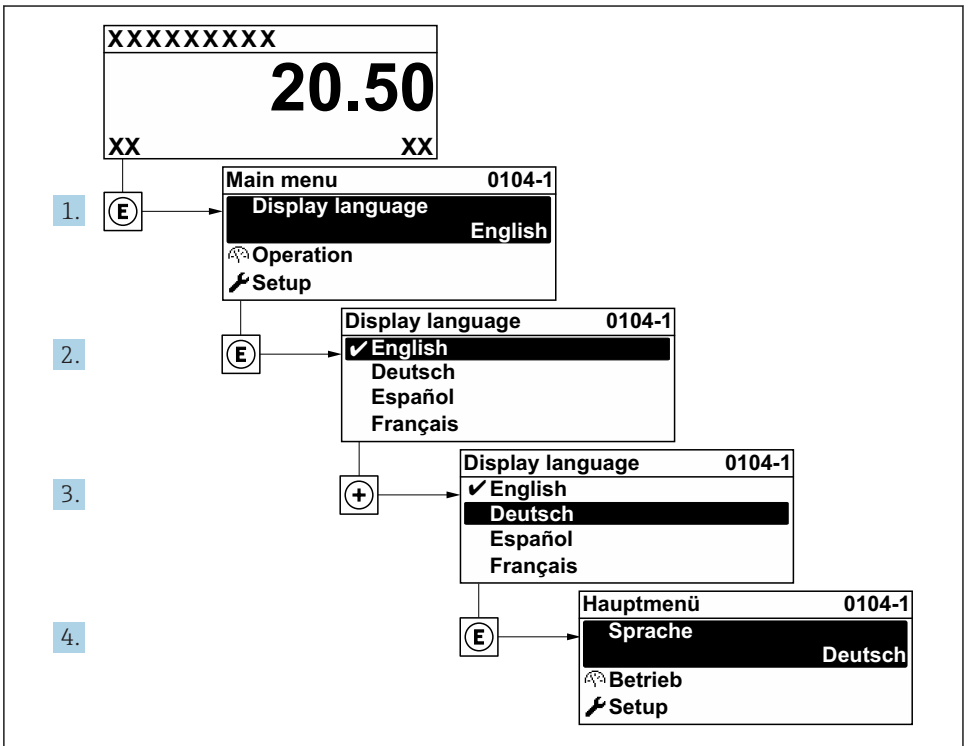 XXXXXXXXX
20.50
XX XX
1. E
Main menu 0104-1
Display language
English
Operation
Setup
2. E
Display language 0104-1
✔ English
Deutsch
Español
Français
3. +
Display language 0104-1
✔ English
Deutsch
Español
Français
4. E
Hauptmenü 0104-1
Sprache
Deutsch
Betrieb
Setup